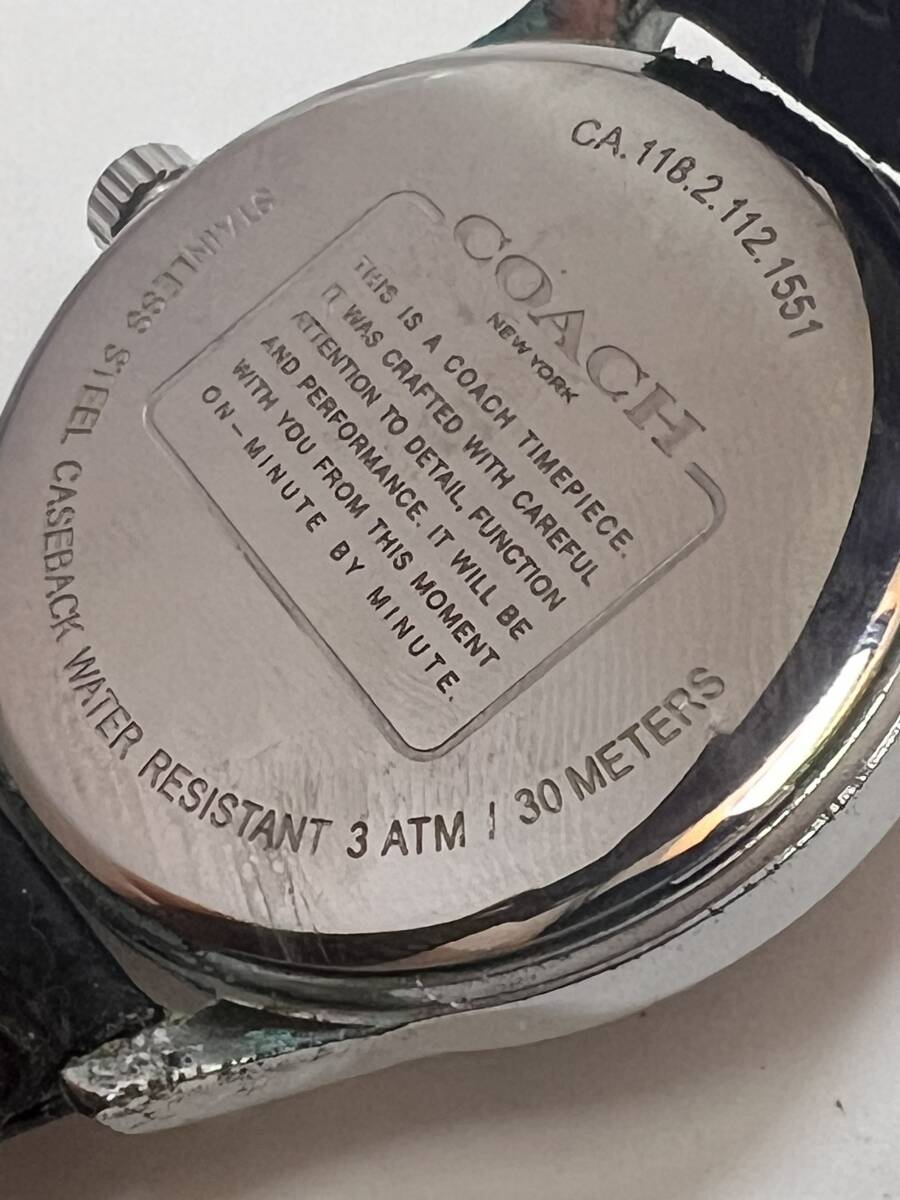 CA.118.2.112.1551
COACH
NEW YORK
THIS IS A COACH TIMEPIECE.
IT WAS CRAFTED WITH CAREFUL
ATTENTION TO DETAIL, FUNCTION
AND PERFORMANCE. IT WILL BE
WITH YOU FROM THIS MOMENT
ON – MINUTE BY MINUTE.
STAINLESS STEEL CASEBACK WATER RESISTANT 3 ATM / 30 METERS